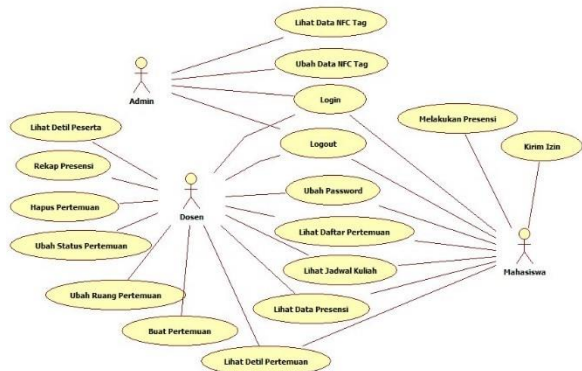 Lihat Data NFC Tag
Ubah Data NFC Tag
Admin
Login
Melakukan Presensi
Lihat Detil Peserta
Logout
Kirim Izin
Rekap Presensi
Ubah Password
Hapus Pertemuan
Dosen
Lihat Daftar Pertemuan
Ubah Status Pertemuan
Mahasiswa
Lihat Jadwal Kuliah
Ubah Ruang Pertemuan
Lihat Data Presensi
Buat Pertemuan
Lihat Detil Pertemuan